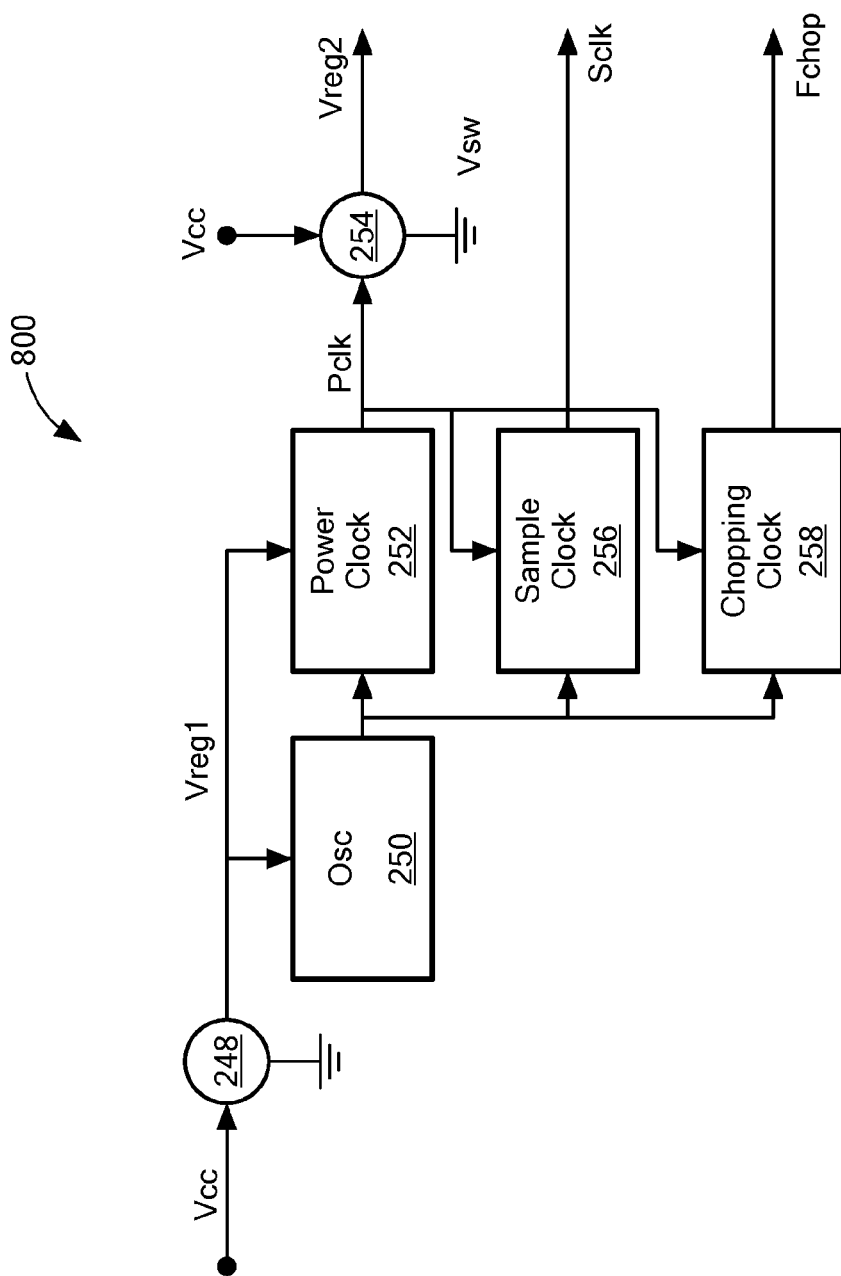 800
Vcc
248
Vreg1
Osc
250
Power
Clock
252
Pclk
Vcc
254
Vreg2
Vsw
Sample
Clock
256
Sclk
Chopping
Clock
258
Fchop